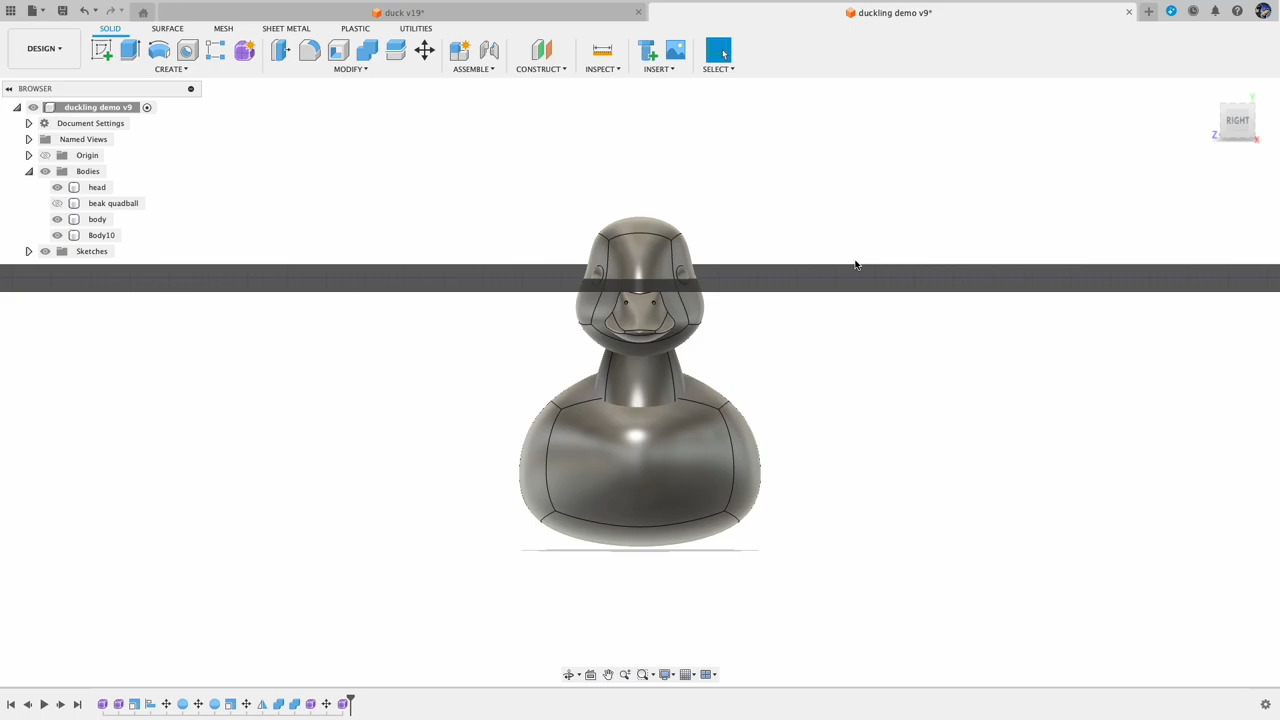 duck v19*
duckling demo v9*
SOLID
SURFACE
MESH
SHEET METAL
PLASTIC
UTILITIES
DESIGN
CREATE
MODIFY
ASSEMBLE
CONSTRUCT
INSPECT
INSERT
SELECT
BROWSER
duckling demo v9
Document Settings
Named Views
Origin
Bodies
head
beak quadball
body
Body10
Sketches
Y
RIGHT
Z
X